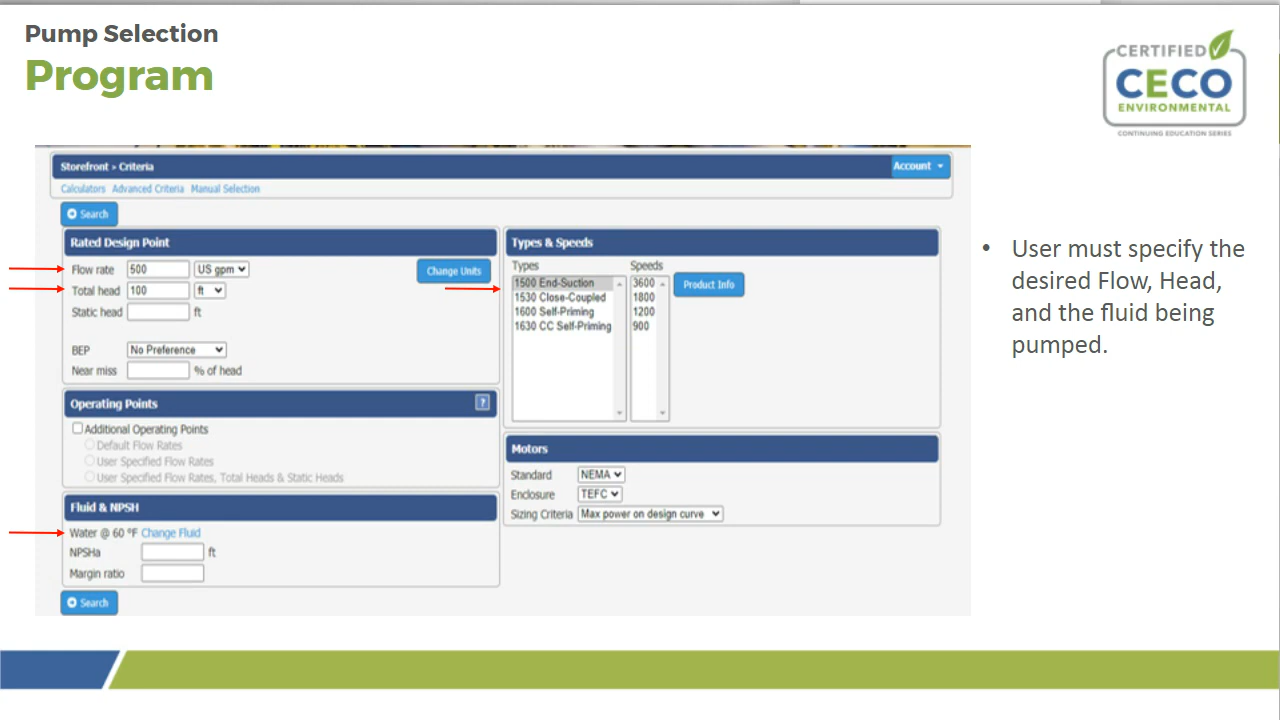 Pump Selection
Program
CERTIFIED
CECO
ENVIRONMENTAL
CONTINUING EDUCATION SERIES
Storefront > Criteria
Account
Calculators Advanced Criteria Manual Selection
Search
Rated Design Point
Flow rate 500 US gpm
Change Units
Total head 100 ft
Static head ft
BEP No Preference
Near miss % of head
Operating Points ?
Additional Operating Points
Default Flow Rates
User Specified Flow Rates
User Specified Flow Rates, Total Heads & Static Heads
Fluid & NPSH
Water @ 60 °F Change Fluid
NPSHa ft
Margin ratio
Search
Types & Speeds
Types Speeds
1500 End-Suction 3600
Product Info
1530 Close-Coupled 1800
1600 Self-Priming 1200
1630 CC Self-Priming 900
Motors
Standard NEMA
Enclosure TEFC
Sizing Criteria Max power on design curve
• User must specify the
desired Flow, Head,
and the fluid being
pumped.